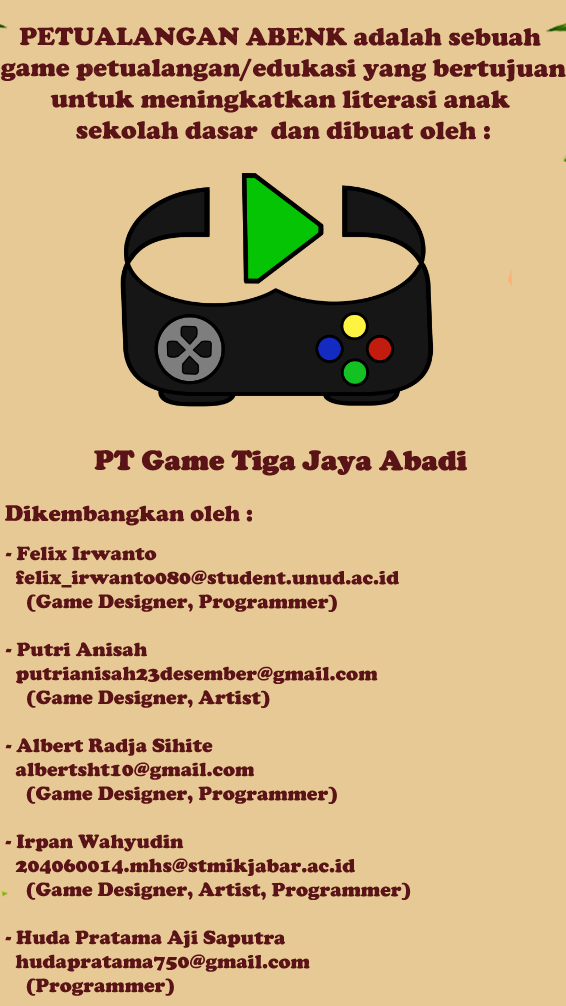 PETUALANGAN ABENK adalah sebuah
game petualangan/edukasi yang bertujuan
untuk meningkatkan literasi anak
sekolah dasar dan dibuat oleh :
PT Game Tiga Jaya Abadi
Dikembangkan oleh :
- Felix Irwanto
felix_irwanto080@student.unud.ac.id
(Game Designer, Programmer)
- Putri Anisah
putrianisah23desember@gmail.com
(Game Designer, Artist)
- Albert Radja Sihite
albertsht10@gmail.com
(Game Designer, Programmer)
- Irpan Wahyudin
204060014.mhs@stmikjabar.ac.id
(Game Designer, Artist, Programmer)
- Huda Pratama Aji Saputra
hudapratama750@gmail.com
(Programmer)